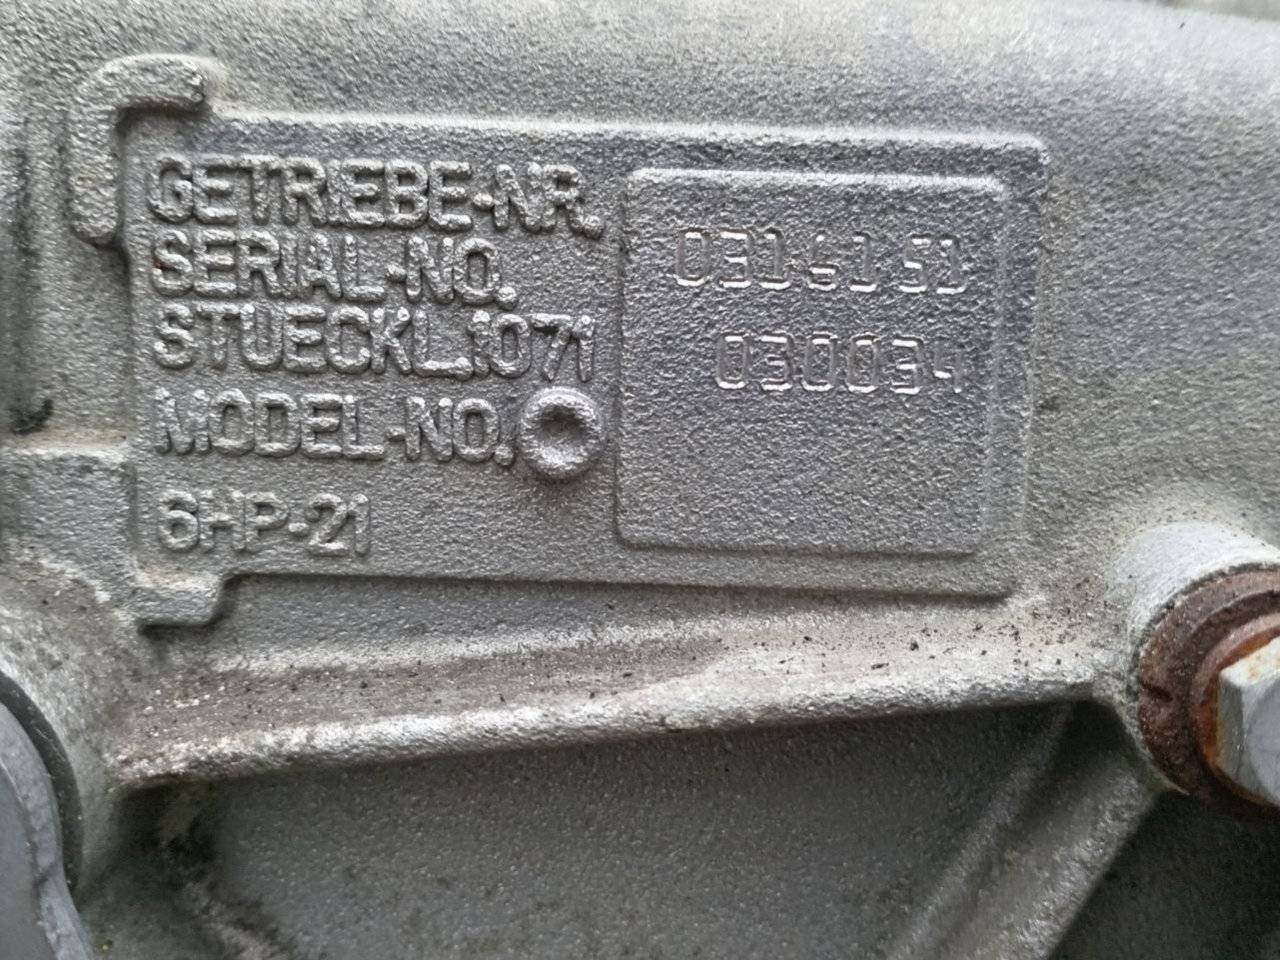 GETRIEBE-NR.
SERIAL-NO.
STUECKL.1071
MODEL-NO.
6HP-21
030034